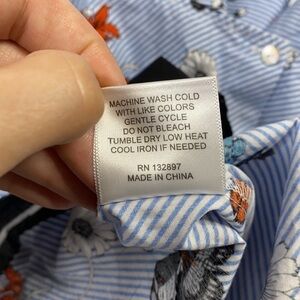 MACHINE WASH COLD
WITH LIKE COLORS
GENTLE CYCLE
DO NOT BLEACH
TUMBLE DRY LOW HEAT
COOL IRON IF NEEDED
RN 132897
MADE IN CHINA